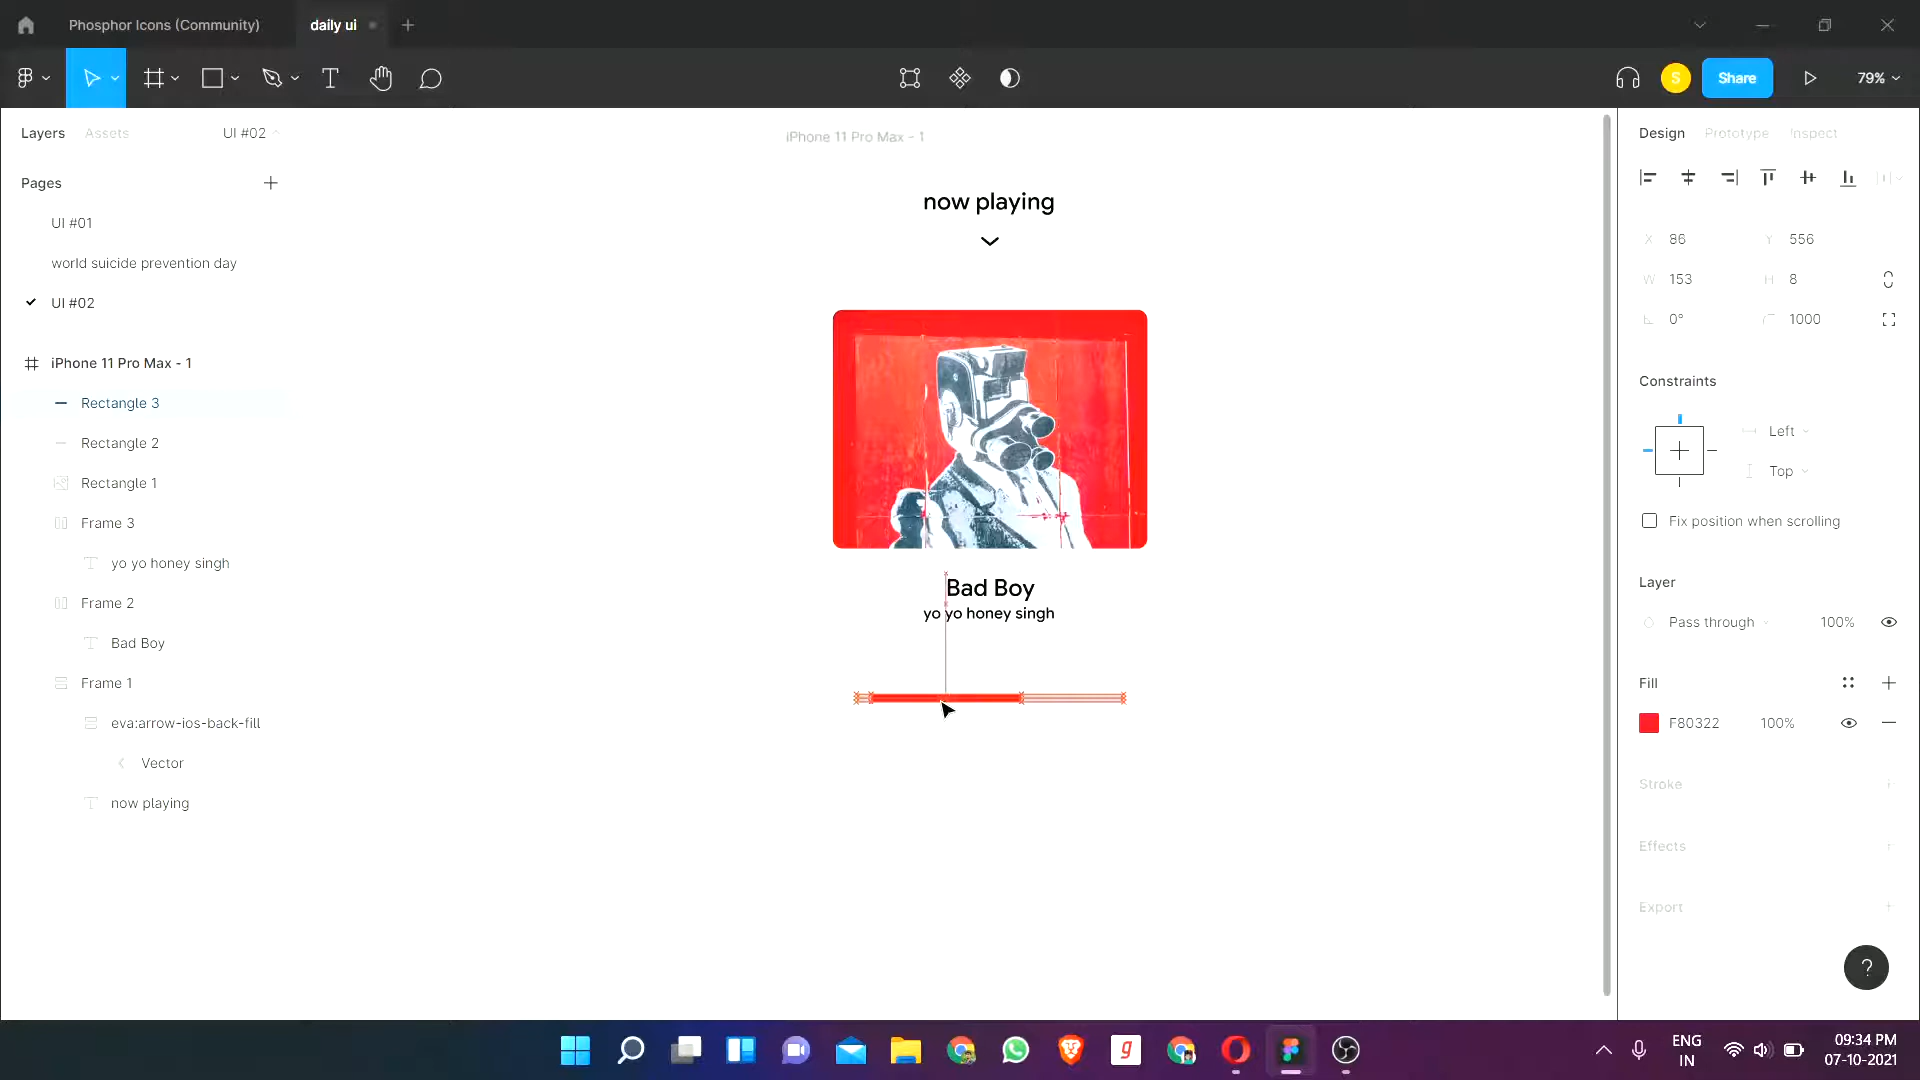 Phosphor Icons (Community)
daily ui
Share
79%
S
Layers
Assets
UI #02
Pages
UI #01
world suicide prevention day
UI #02
iPhone 11 Pro Max - 1
Rectangle 3
Rectangle 2
Rectangle 1
Frame 3
yo yo honey singh
Frame 2
Bad Boy
Frame 1
eva:arrow-ios-back-fill
Vector
now playing
iPhone 11 Pro Max - 1
now playing
Bad Boy
yo yo honey singh
Design
Prototype
Inspect
X 86
Y 556
W 153
H 8
0°
1000
Constraints
Left
Top
Fix position when scrolling
Layer
Pass through
100%
Fill
F80322
100%
Stroke
Effects
Export
?
g
ENG
IN
09:34 PM
07-10-2021